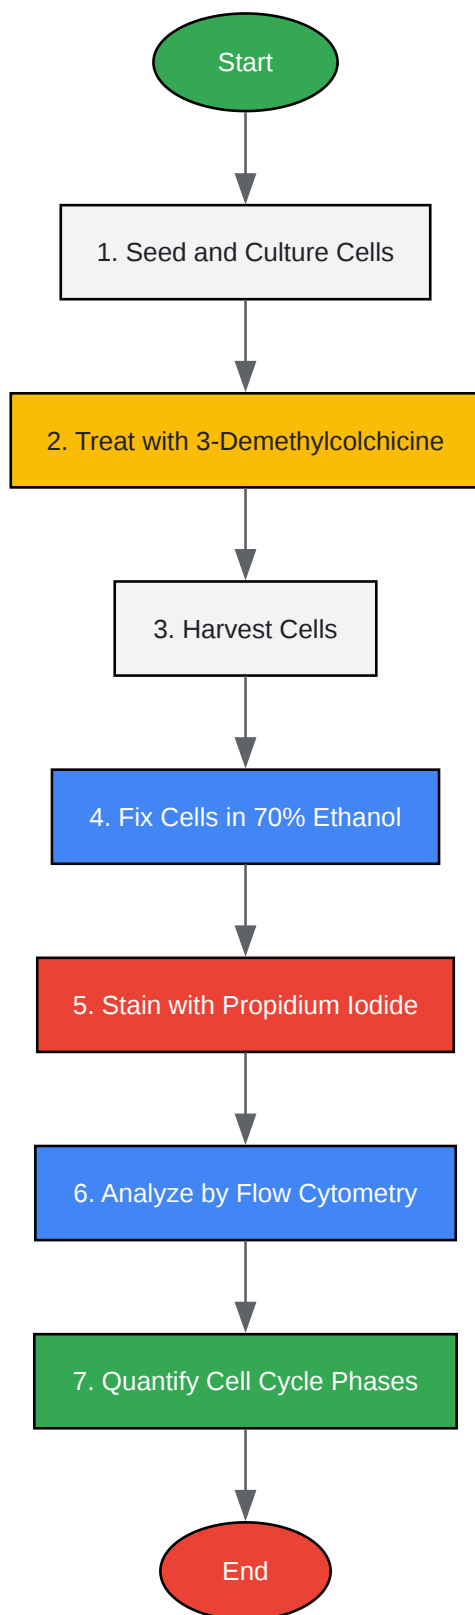 Start
1. Seed and Culture Cells
2. Treat with 3-Demethylcolchicine
3. Harvest Cells
4. Fix Cells in 70% Ethanol
5. Stain with Propidium Iodide
6. Analyze by Flow Cytometry
7. Quantify Cell Cycle Phases
End